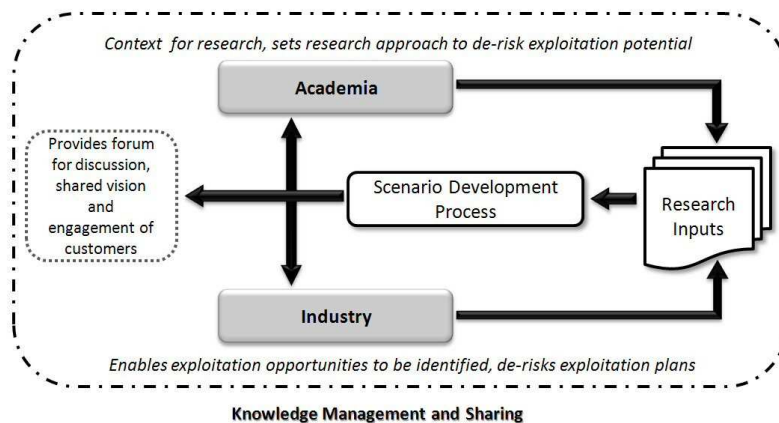 Context for research, sets research approach to de-risk exploitation potential
Academia
Provides forum
for discussion,
shared vision
and
engagement of
customers
Scenario Development
Process
Research
Inputs
Industry
Enables exploitation opportunities to be identified, de-risks exploitation plans
Knowledge Management and Sharing